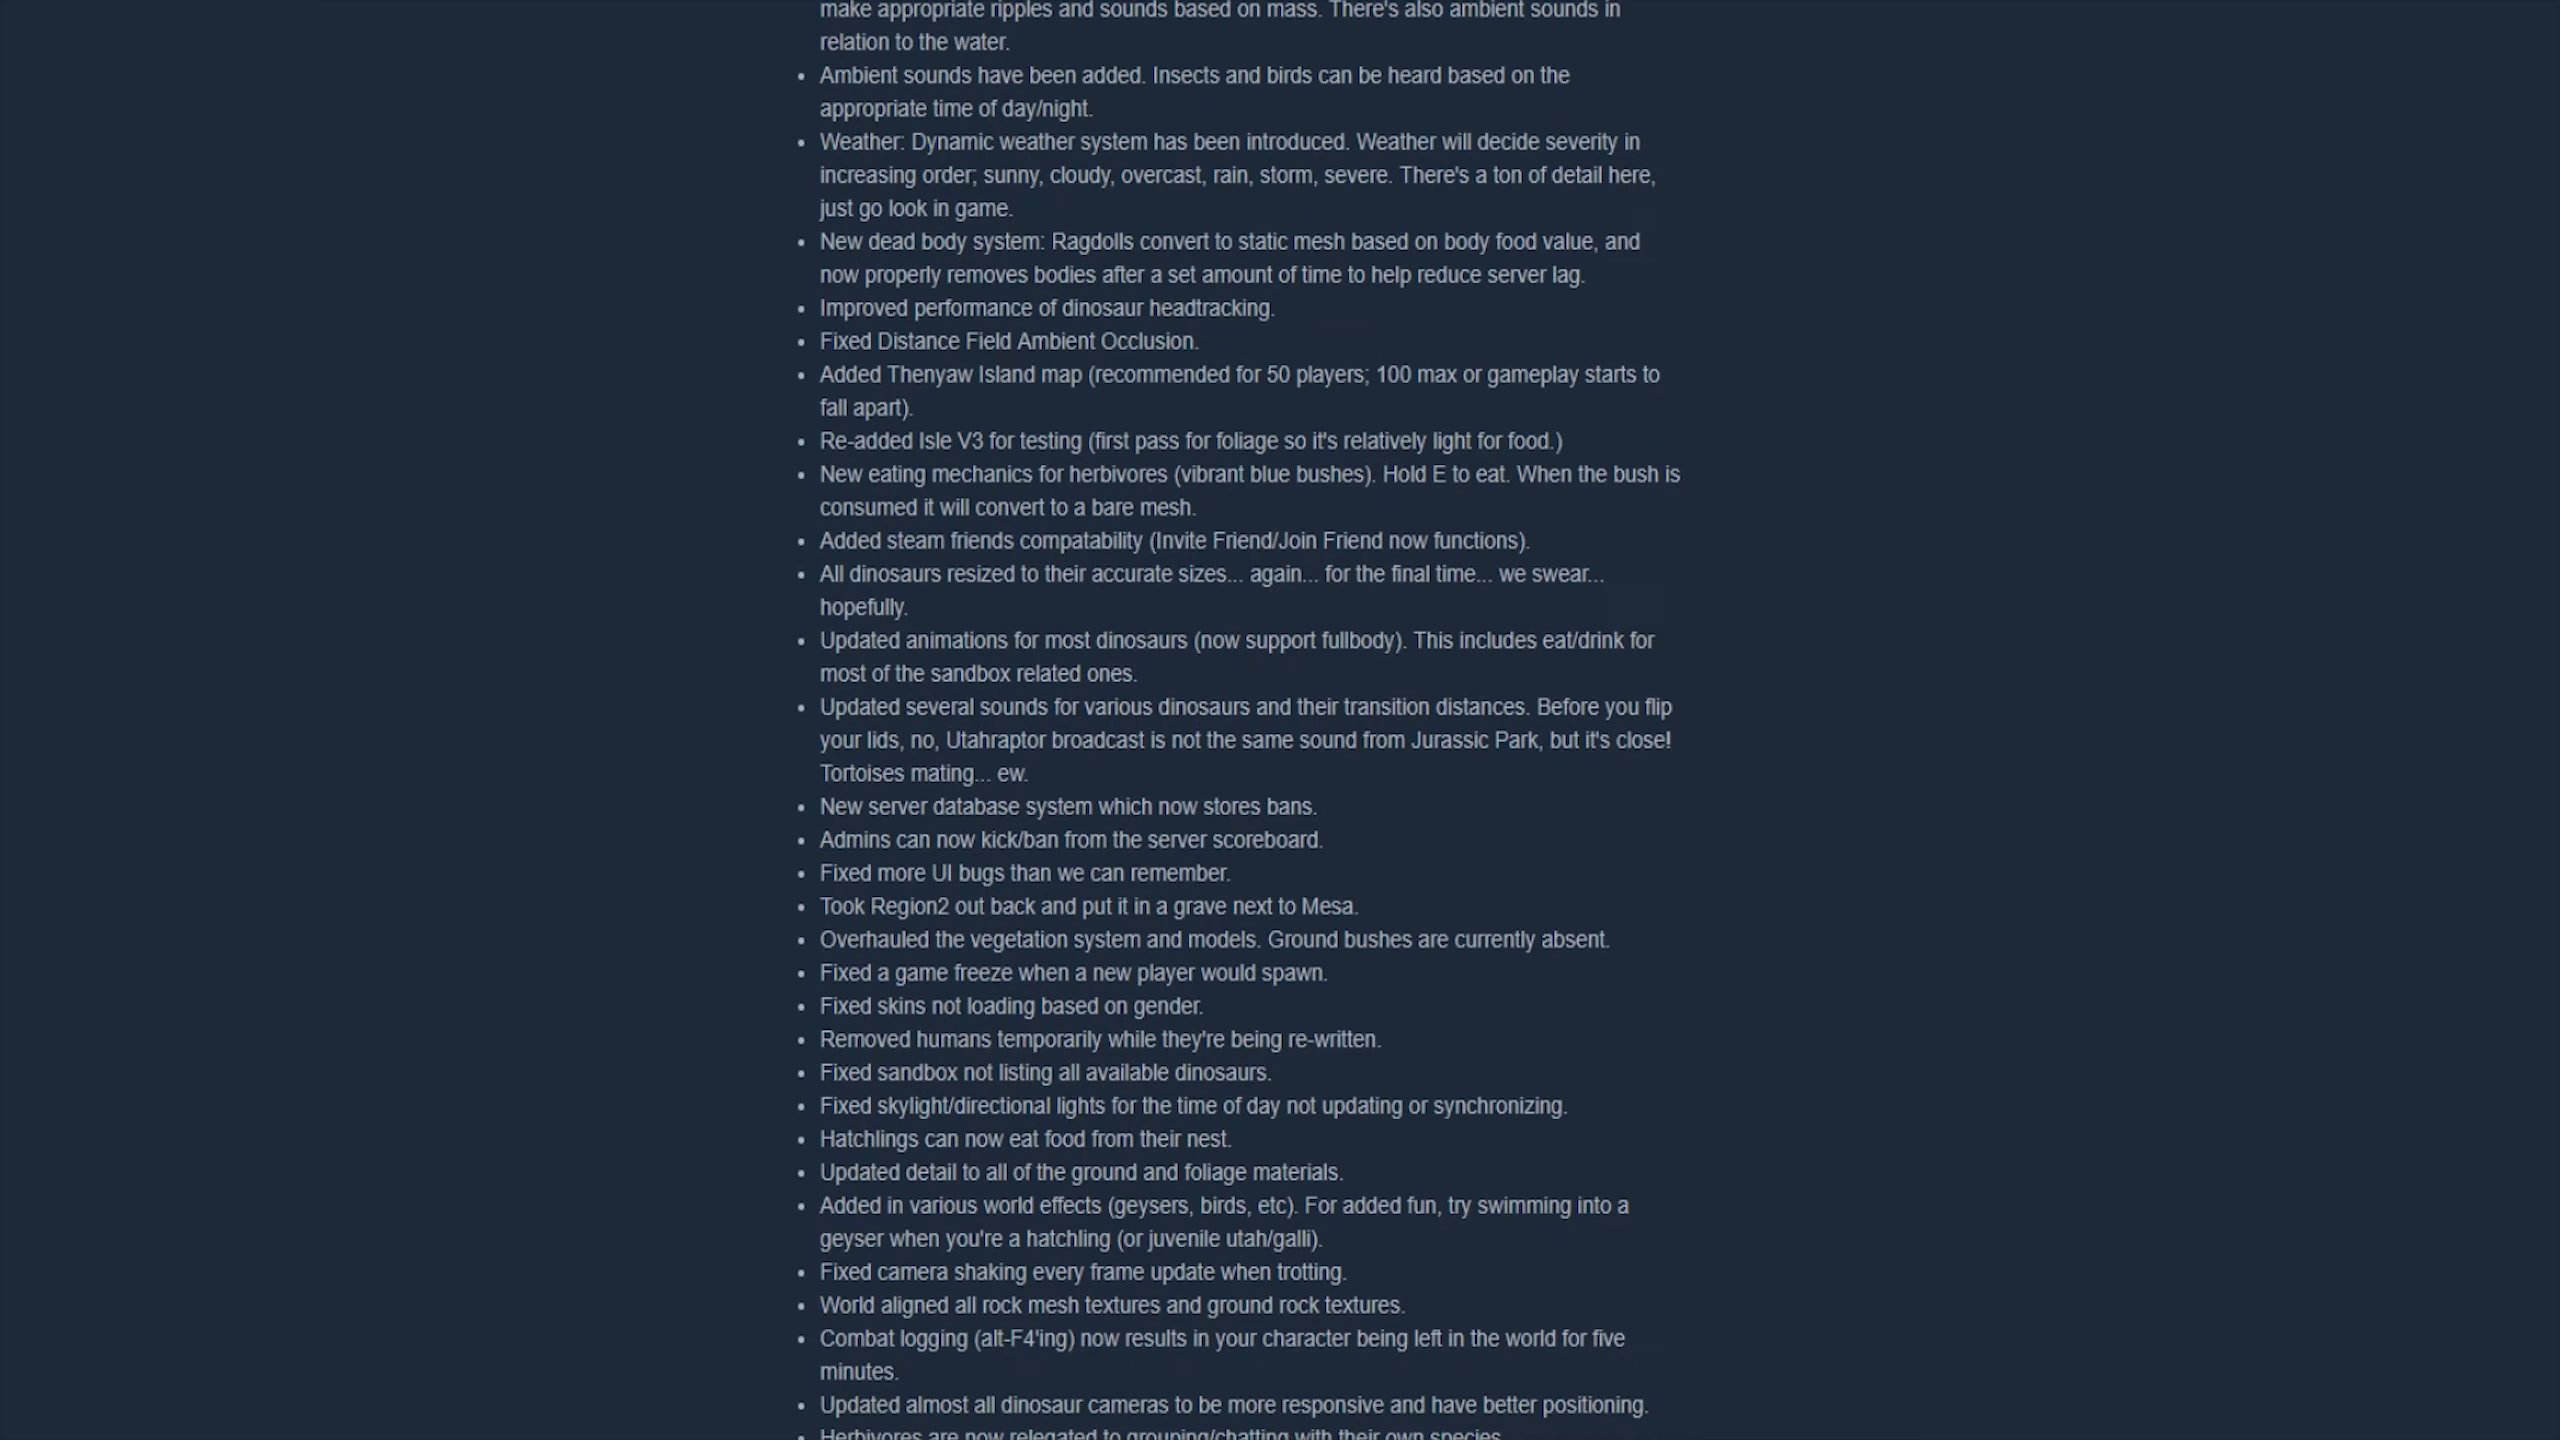 make appropriate ripples and sounds based on mass. There's also ambient sounds in
relation to the water.
• Ambient sounds have been added. Insects and birds can be heard based on the
appropriate time of day/night.
• Weather: Dynamic weather system has been introduced. Weather will decide severity in
increasing order; sunny, cloudy, overcast, rain, storm, severe. There's a ton of detail here,
just go look in game.
• New dead body system: Ragdolls convert to static mesh based on body food value, and
now properly removes bodies after a set amount of time to help reduce server lag.
• Improved performance of dinosaur headtracking.
• Fixed Distance Field Ambient Occlusion.
• Added Thenyaw Island map (recommended for 50 players; 100 max or gameplay starts to
fall apart).
• Re-added Isle V3 for testing (first pass for foliage so it's relatively light for food.)
• New eating mechanics for herbivores (vibrant blue bushes). Hold E to eat. When the bush is
consumed it will convert to a bare mesh.
• Added steam friends compatability (Invite Friend/Join Friend now functions).
• All dinosaurs resized to their accurate sizes... again... for the final time... we swear...
hopefully.
• Updated animations for most dinosaurs (now support fullbody). This includes eat/drink for
most of the sandbox related ones.
• Updated several sounds for various dinosaurs and their transition distances. Before you flip
your lids, no, Utahraptor broadcast is not the same sound from Jurassic Park, but it's close!
Tortoises mating... ew.
• New server database system which now stores bans.
• Admins can now kick/ban from the server scoreboard.
• Fixed more UI bugs than we can remember.
• Took Region2 out back and put it in a grave next to Mesa.
• Overhauled the vegetation system and models. Ground bushes are currently absent.
• Fixed a game freeze when a new player would spawn.
• Fixed skins not loading based on gender.
• Removed humans temporarily while they're being re-written.
• Fixed sandbox not listing all available dinosaurs.
• Fixed skylight/directional lights for the time of day not updating or synchronizing.
• Hatchlings can now eat food from their nest.
• Updated detail to all of the ground and foliage materials.
• Added in various world effects (geysers, birds, etc). For added fun, try swimming into a
geyser when you're a hatchling (or juvenile utah/galli).
• Fixed camera shaking every frame update when trotting.
• World aligned all rock mesh textures and ground rock textures.
• Combat logging (alt-F4'ing) now results in your character being left in the world for five
minutes.
• Updated almost all dinosaur cameras to be more responsive and have better positioning.
• Herbivores are now relegated to grouping/chatting with their own species